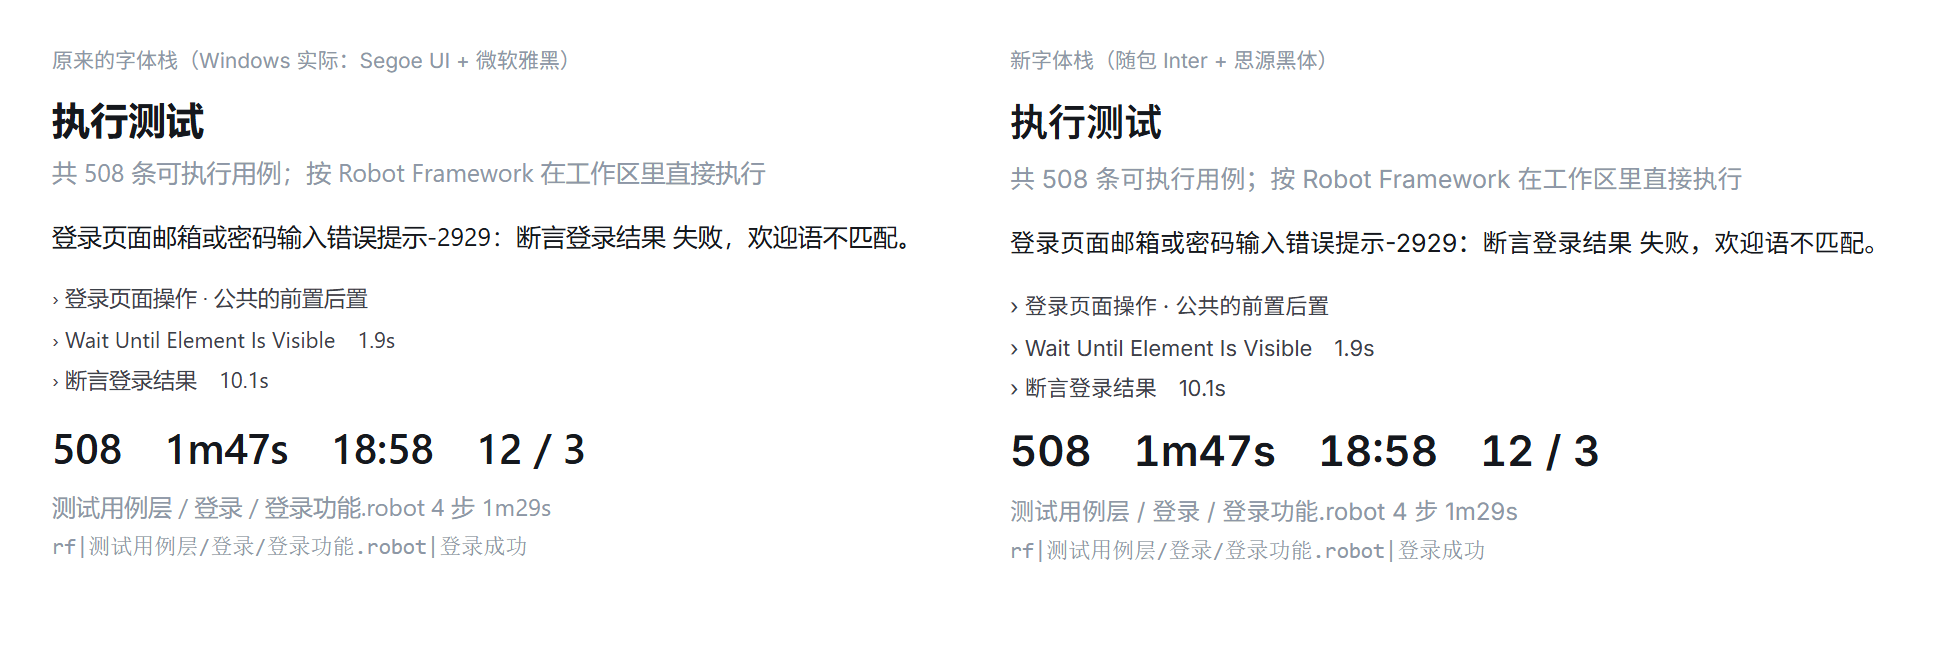 原来的字体栈（Windows 实际：Segoe UI + 微软雅黑）
执行测试
共 508 条可执行用例；按 Robot Framework 在工作区里直接执行
登录页面邮箱或密码输入错误提示-2929：断言登录结果 失败，欢迎语不匹配。
› 登录页面操作 · 公共的前置后置
› Wait Until Element Is Visible 1.9s
› 断言登录结果 10.1s
508 1m47s 18:58 12 / 3
测试用例层 / 登录 / 登录功能.robot 4 步 1m29s
rf|测试用例层/登录/登录功能.robot|登录成功
新字体栈（随包 Inter + 思源黑体）
执行测试
共 508 条可执行用例；按 Robot Framework 在工作区里直接执行
登录页面邮箱或密码输入错误提示-2929：断言登录结果 失败，欢迎语不匹配。
› 登录页面操作 · 公共的前置后置
› Wait Until Element Is Visible 1.9s
› 断言登录结果 10.1s
508 1m47s 18:58 12 / 3
测试用例层 / 登录 / 登录功能.robot 4 步 1m29s
rf|测试用例层/登录/登录功能.robot|登录成功